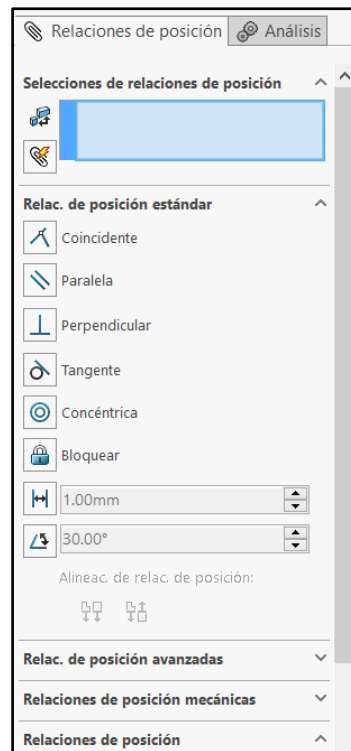 Relaciones de posición
Análisis
Selecciones de relaciones de posición
Relac. de posición estándar
Coincidente
Paralela
Perpendicular
Tangente
Concéntrica
Bloquear
1.00mm
30.00°
Alineac. de relac. de posición:
Relac. de posición avanzadas
Relaciones de posición mecánicas
Relaciones de posición